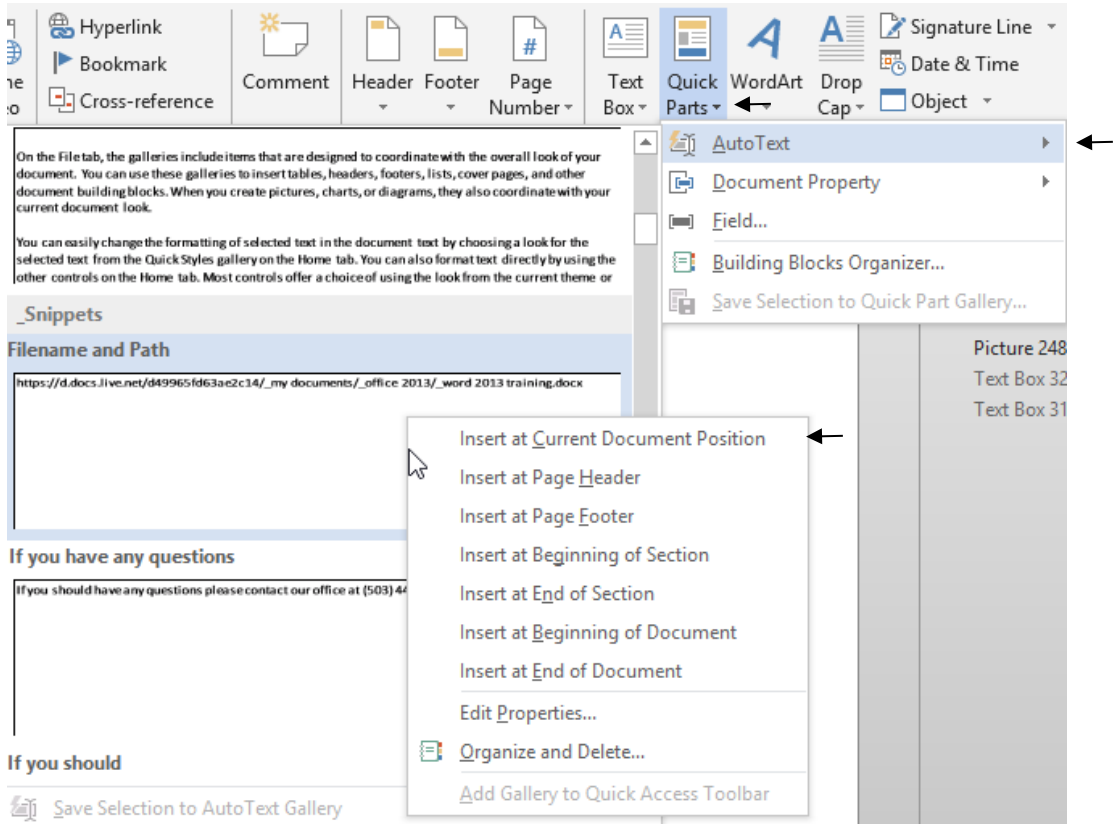 Hyperlink
Bookmark
Cross-reference
Comment
Header
Footer
Page
Number
#
A
Text
Box
Quick
Parts
A
WordArt
A
Drop
Cap
Signature Line
Date & Time
Object
On the File tab, the galleries include items that are designed to coordinate with the overall look of your
document. You can use these galleries to insert tables, headers, footers, lists, cover pages, and other
document building blocks. When you create pictures, charts, or diagrams, they also coordinate with your
current document look.
You can easily change the formatting of selected text in the document text by choosing a look for the
selected text from the Quick Styles gallery on the Home tab. You can also format text directly by using the
other controls on the Home tab. Most controls offer a choice of using the look from the current theme or
_Snippets
Filename and Path
https://d.docs.live.net/d49965fd63ae2c14/_my documents/_office 2013/_word 2013 training.docx
If you have any questions
If you should have any questions please contact our office at (503) 44
If you should
Save Selection to AutoText Gallery
AutoText
Document Property
Field...
Building Blocks Organizer...
Save Selection to Quick Part Gallery...
Insert at Current Document Position
Insert at Page Header
Insert at Page Footer
Insert at Beginning of Section
Insert at End of Section
Insert at Beginning of Document
Insert at End of Document
Edit Properties...
Organize and Delete...
Add Gallery to Quick Access Toolbar
Picture 248
Text Box 32
Text Box 31